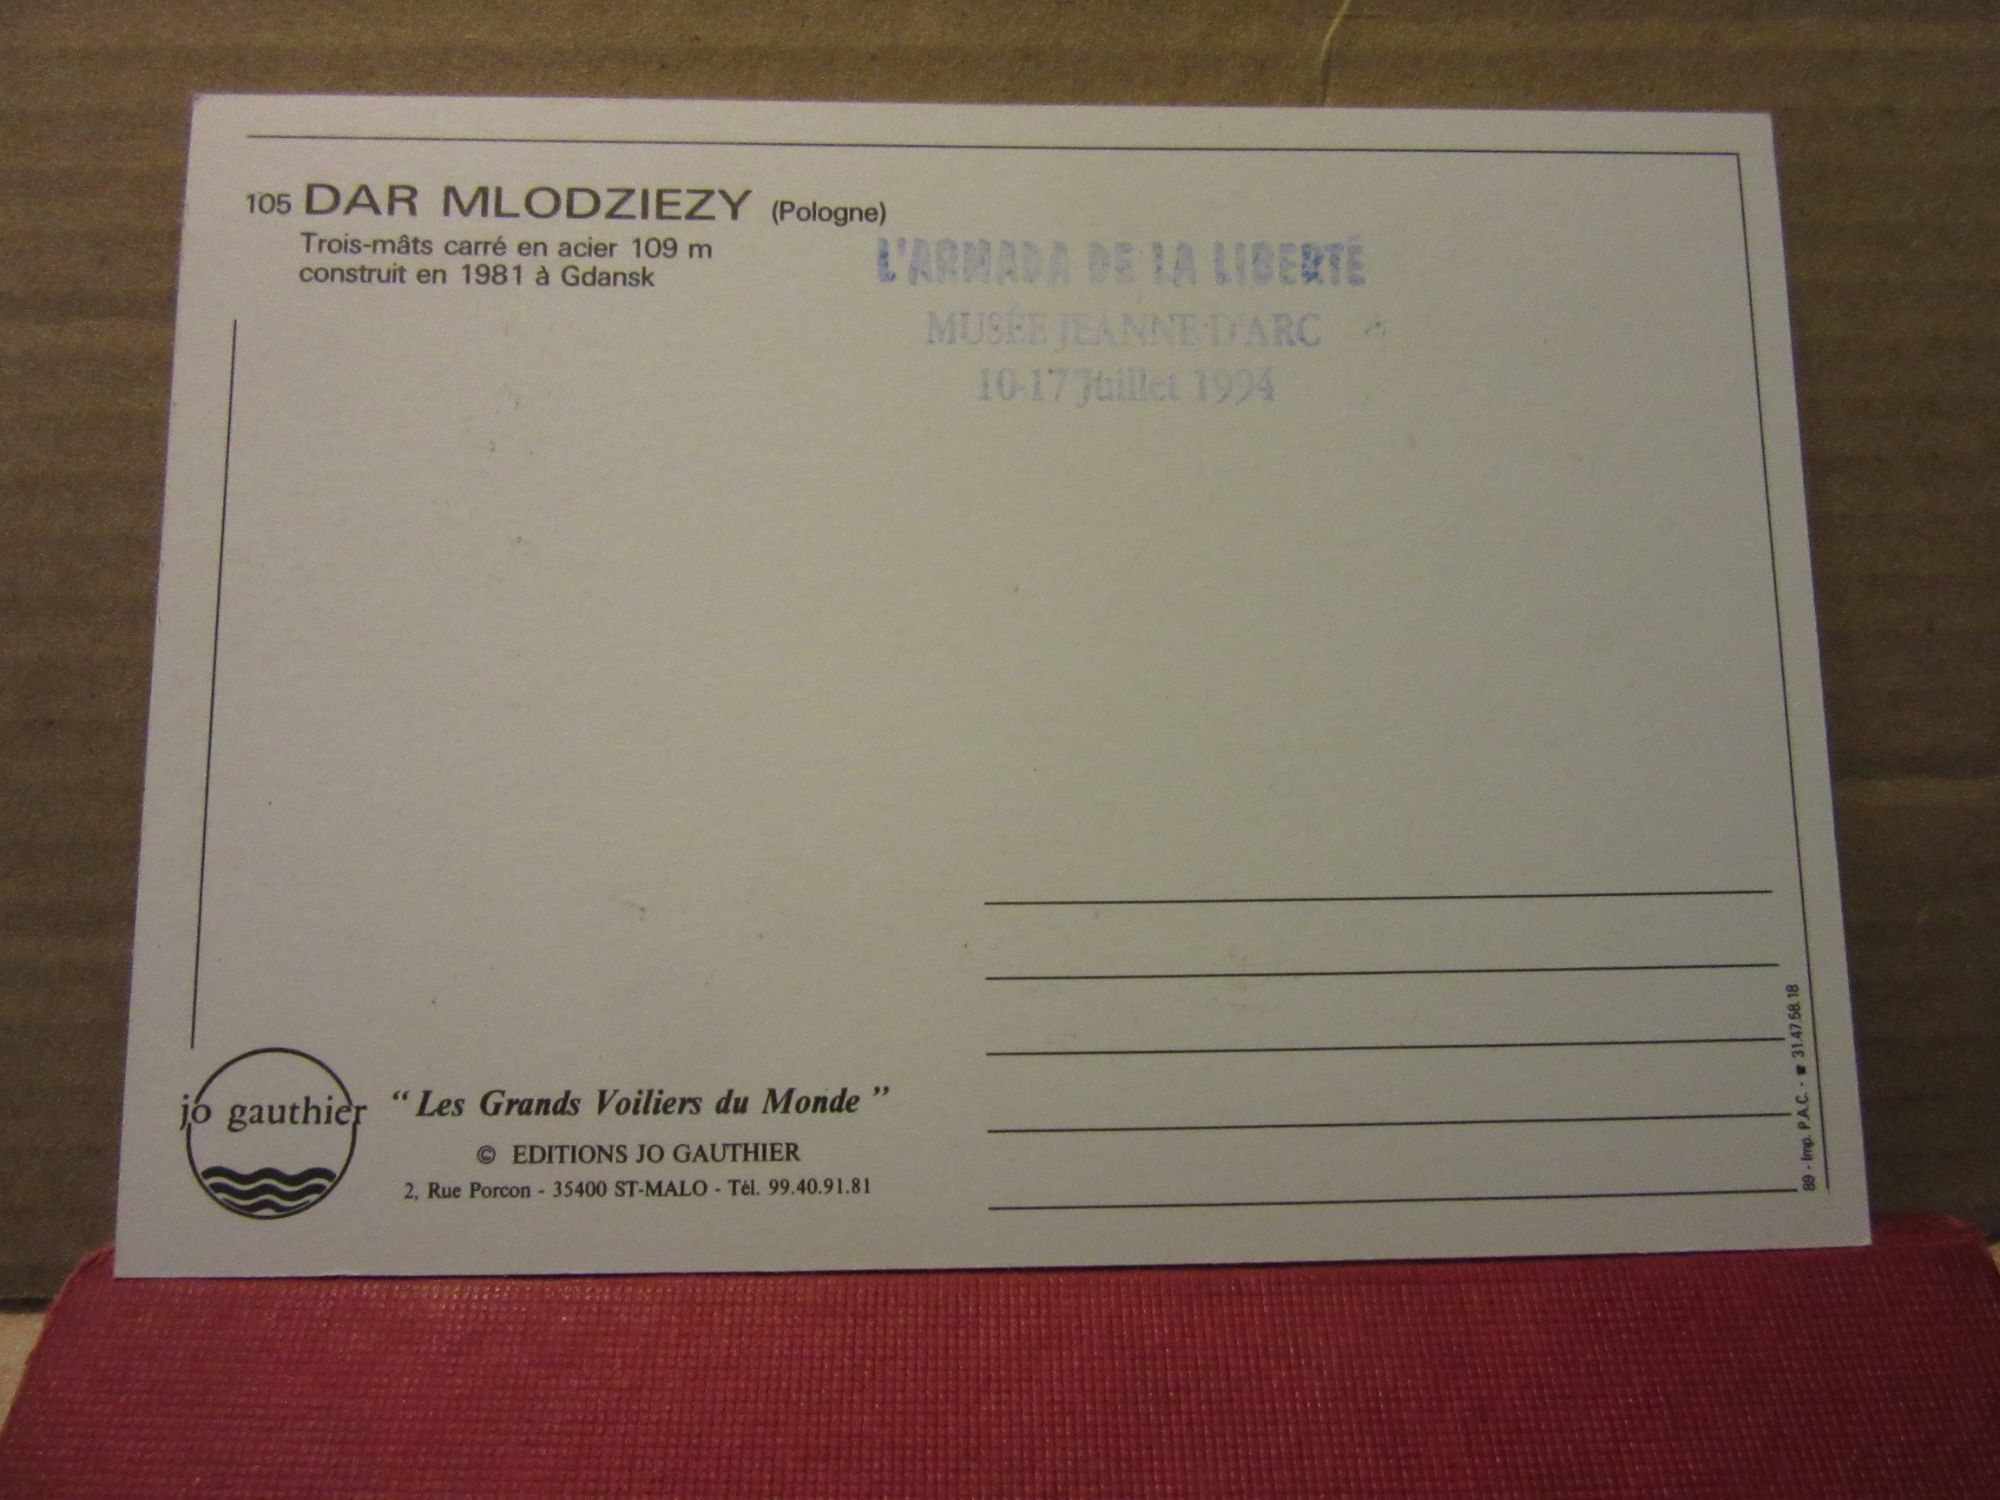 105 DAR MLODZIEZY (Pologne)
Trois-mâts carré en acier 109 m
construit en 1981 à Gdansk
L'ARMADA DE LA LIBERTÉ
MUSÉE JEANNE D'ARC
10-17 Juillet 1994
jo gauthier
“ Les Grands Voiliers du Monde ”
© EDITIONS JO GAUTHIER
2, Rue Porcon - 35400 ST-MALO - Tél. 99.40.91.81
89 - Imp. P.A.C. - ☎ 31.47.68.18